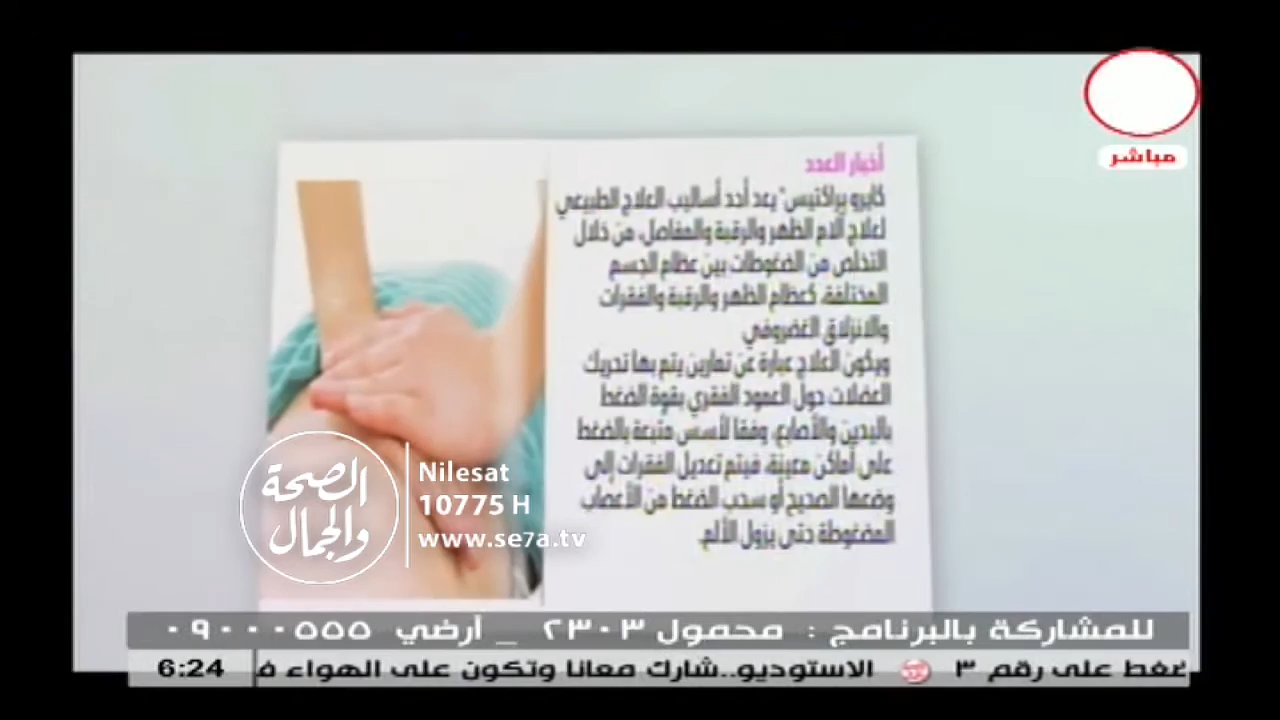 مباشر
أخبار العدد
كايرو براكتيس" يعد أحد أساليب العلاج الطبيعي
لعلاج آلام الظهر والرقبة والمفاصل، من خلال
التخلص من الضغوطات بين عظام الجسم
المختلفة، كعظام الظهر والرقبة والفقرات
والانزلاق الغضروفي
ويكون العلاج عبارة عن تمارين يتم بها تحريك
العضلات حول العمود الفقري بقوة الضغط
باليدين والأصابع، وفقا لأسس متبعة بالضغط
على أماكن معينة، فيتم تعديل الفقرات إلى
وضعها الصحيح أو سحب الضغط من الأعصاب
المضغوطة حتى يزول الألم.
الصحة
والجمال
Nilesat
10775 H
www.se7a.tv
للمشاركة بالبرنامج : محمول ٢٣٠٣ _ أرضي ٠٩٠٠٠٥٥٥
غط على رقم ٣ الاستوديو..شارك معانا وتكون على الهواء ف
6:24